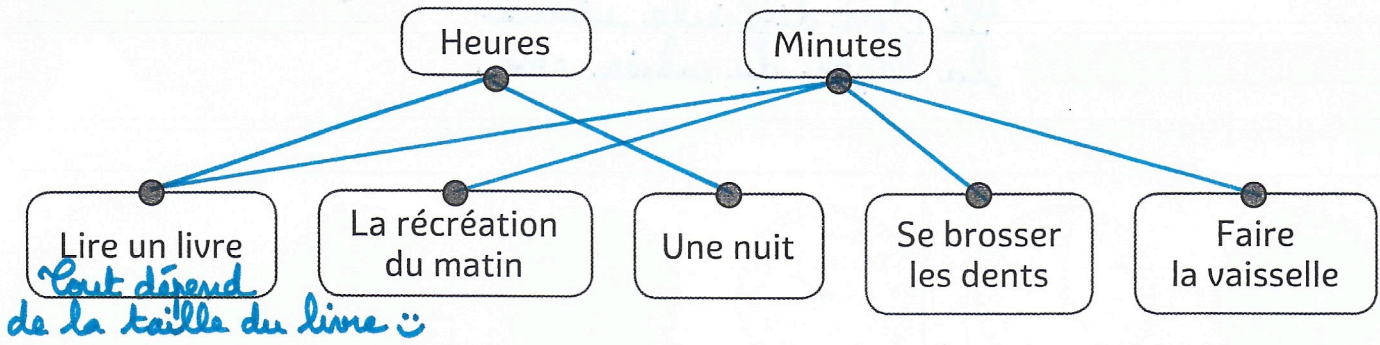 Heures
Minutes
Lire un livre
La récréation
du matin
Une nuit
Se brosser
les dents
Faire
la vaisselle
Tout dépend
de la taille du livre